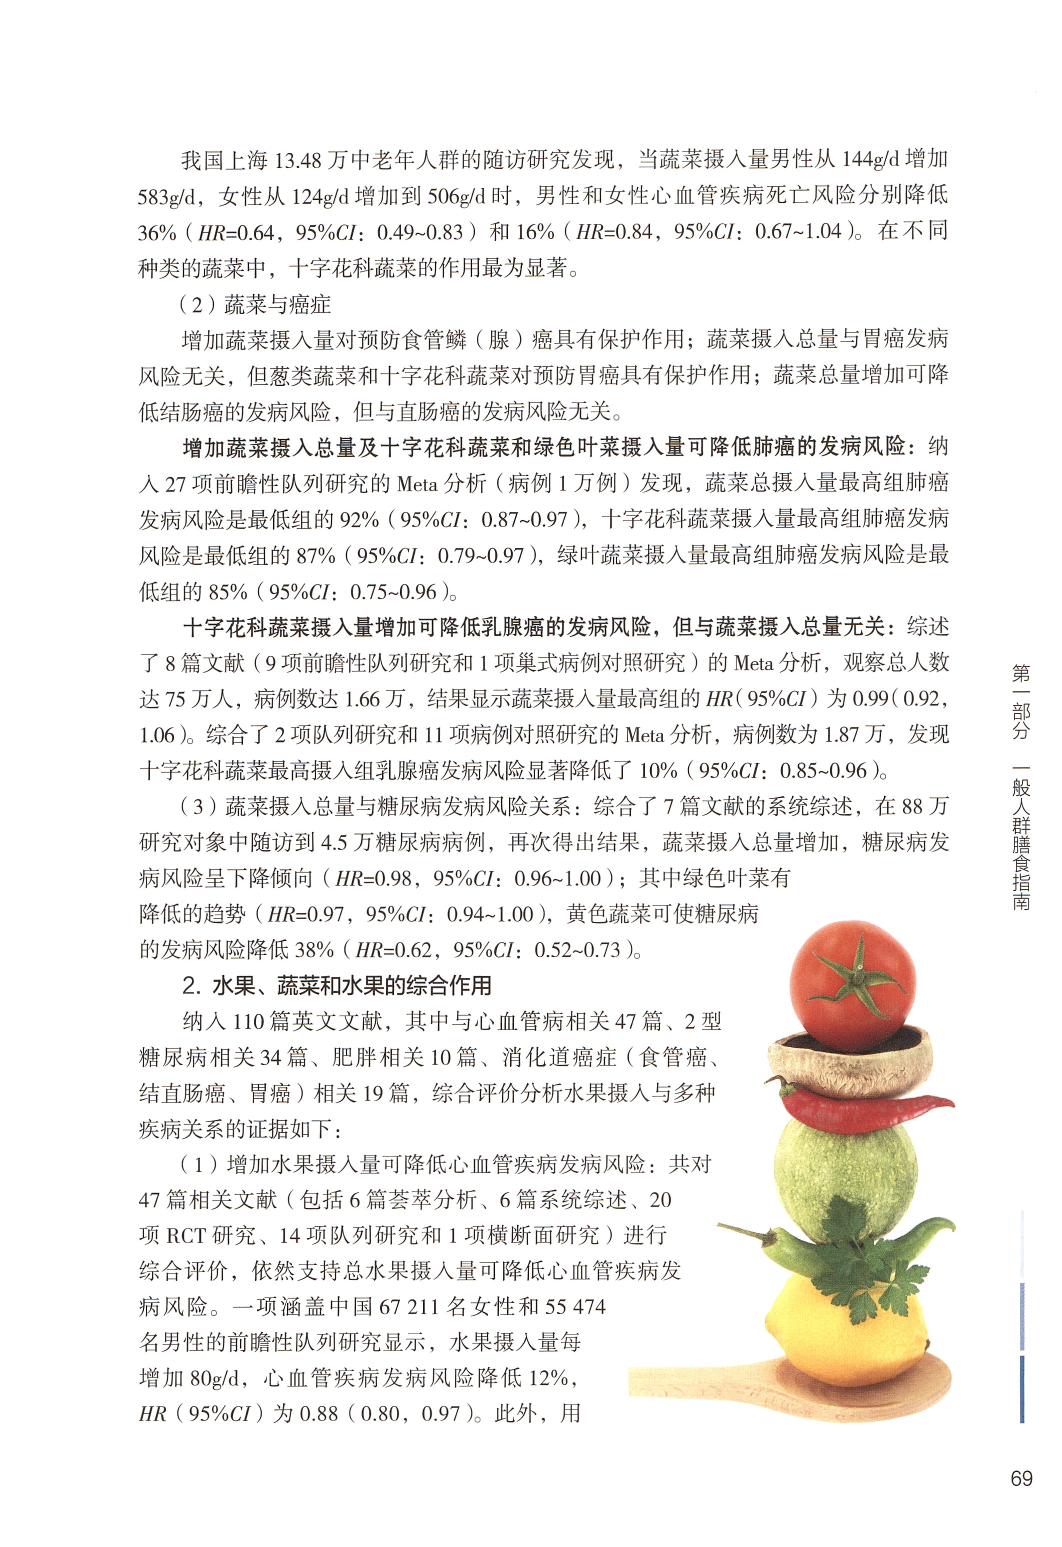 我国上海 13.48 万中老年人群的随访研究发现，当蔬菜摄入量男性从 144g/d 增加
583g/d，女性从 124g/d 增加到 506g/d 时，男性和女性心血管疾病死亡风险分别降低
36%（HR=0.64，95%CI：0.49~0.83）和 16%（HR=0.84，95%CI：0.67~1.04）。在不同
种类的蔬菜中，十字花科蔬菜的作用最为显著。
（2）蔬菜与癌症
增加蔬菜摄入量对预防食管鳞（腺）癌具有保护作用；蔬菜摄入总量与胃癌发病
风险无关，但葱类蔬菜和十字花科蔬菜对预防胃癌具有保护作用；蔬菜总量增加可降
低结肠癌的发病风险，但与直肠癌的发病风险无关。
增加蔬菜摄入总量及十字花科蔬菜和绿色叶菜摄入量可降低肺癌的发病风险：纳
入 27 项前瞻性队列研究的 Meta 分析（病例 1 万例）发现，蔬菜总摄入量最高组肺癌
发病风险是最低组的 92%（95%CI：0.87~0.97），十字花科蔬菜摄入量最高组肺癌发病
风险是最低组的 87%（95%CI：0.79~0.97），绿叶蔬菜摄入量最高组肺癌发病风险是最
低组的 85%（95%CI：0.75~0.96）。
十字花科蔬菜摄入量增加可降低乳腺癌的发病风险，但与蔬菜摄入总量无关：综述
了 8 篇文献（9 项前瞻性队列研究和 1 项巢式病例对照研究）的 Meta 分析，观察总人数
达 75 万人，病例数达 1.66 万，结果显示蔬菜摄入量最高组的 HR（95%CI）为 0.99（0.92，
1.06）。综合了 2 项队列研究和 11 项病例对照研究的 Meta 分析，病例数为 1.87 万，发现
十字花科蔬菜最高摄入组乳腺癌发病风险显著降低了 10%（95%CI：0.85~0.96）。
（3）蔬菜摄入总量与糖尿病发病风险关系：综合了 7 篇文献的系统综述，在 88 万
研究对象中随访到 4.5 万糖尿病病例，再次得出结果，蔬菜摄入总量增加，糖尿病发
病风险呈下降倾向（HR=0.98，95%CI：0.96~1.00）；其中绿色叶菜有
降低的趋势（HR=0.97，95%CI：0.94~1.00），黄色蔬菜可使糖尿病
的发病风险降低 38%（HR=0.62，95%CI：0.52~0.73）。
2. 水果、蔬菜和水果的综合作用
纳入 110 篇英文文献，其中与心血管病相关 47 篇、2 型
糖尿病相关 34 篇、肥胖相关 10 篇、消化道癌症（食管癌、
结直肠癌、胃癌）相关 19 篇，综合评价分析水果摄入与多种
疾病关系的证据如下：
（1）增加水果摄入量可降低心血管疾病发病风险：共对
47 篇相关文献（包括 6 篇荟萃分析、6 篇系统综述、20
项 RCT 研究、14 项队列研究和 1 项横断面研究）进行
综合评价，依然支持总水果摄入量可降低心血管疾病发
病风险。一项涵盖中国 67 211 名女性和 55 474
名男性的前瞻性队列研究显示，水果摄入量每
增加 80g/d，心血管疾病发病风险降低 12%，
HR（95%CI）为 0.88（0.80，0.97）。此外，用
第一部分 一般人群膳食指南
69